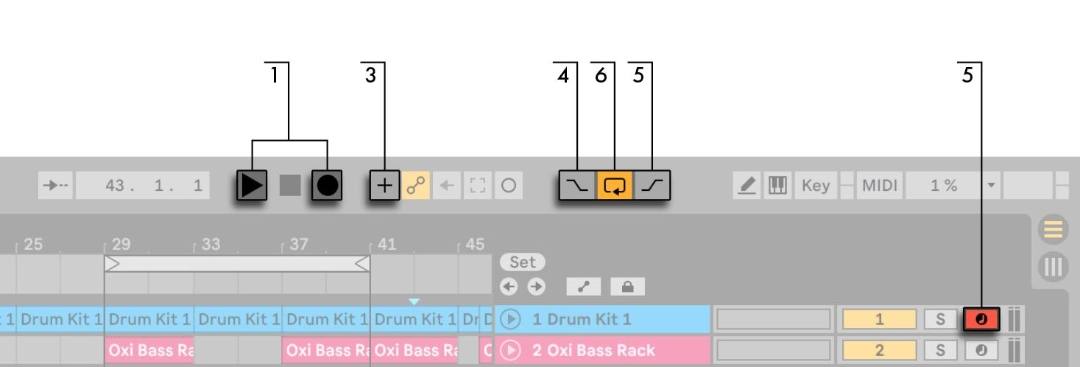 1 3 4 6 5 5
43. 1. 1 Key MIDI 1 %
25 29 33 37 41 45
Set
1 Drum Kit 1 Drum Kit 1 Drum Kit 1 Drum Kit 1 Dr D 1 Drum Kit 1 1 S
Oxi Bass Ra Oxi Bass Ra Oxi Bass Ra 2 Oxi Bass Rack 2 S